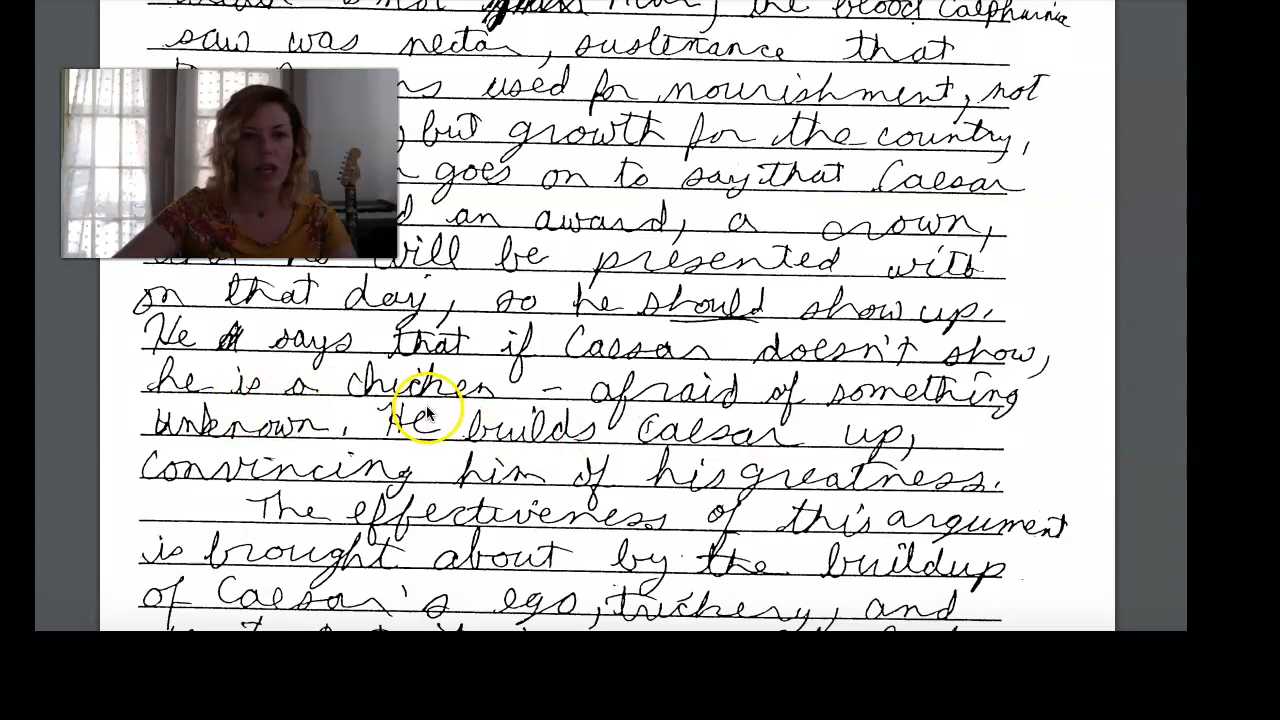 the blood Calphurnia
saw was nectar, sustenance that
used for nourishment, not
, but growth for the country,
goes on to say that Caesar
an award, a crown,
will be presented with
on that day, so he should show up.
He says that if Caesar doesn't show,
he is a chicken - afraid of something
unknown. He builds Caesar up,
convincing him of his greatness.
The effectiveness of this argument
is brought about by the buildup
of Caesar's ego, trickery, and